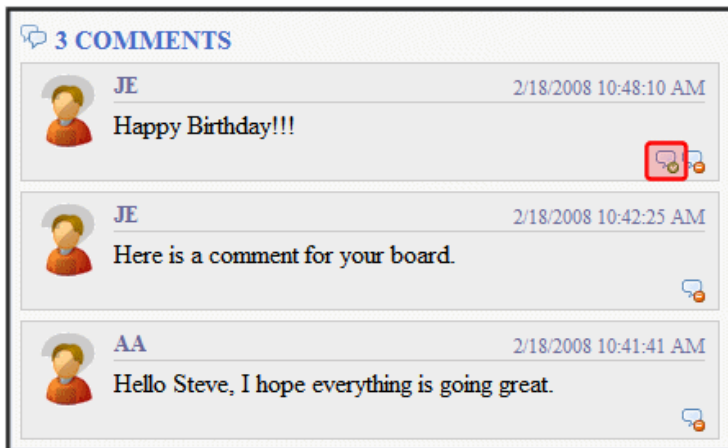 3 COMMENTS
JE 2/18/2008 10:48:10 AM
Happy Birthday!!!
JE 2/18/2008 10:42:25 AM
Here is a comment for your board.
AA 2/18/2008 10:41:41 AM
Hello Steve, I hope everything is going great.